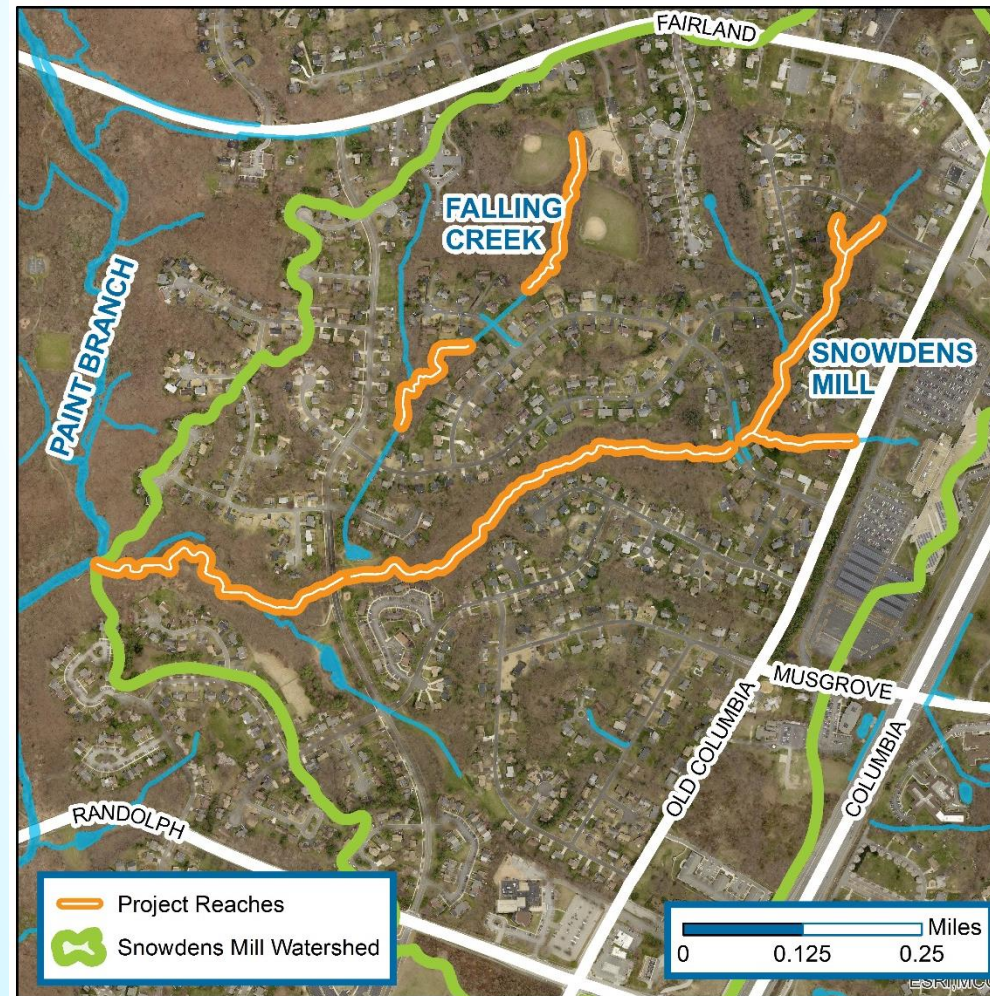 FAIRLAND
FALLING
CREEK
PAINT BRANCH
SNOWDENS
MILL
MUSGROVE
OLD COLUMBIA
COLUMBIA
RANDOLPH
Project Reaches
Snowdens Mill Watershed
Miles
0 0.125 0.25